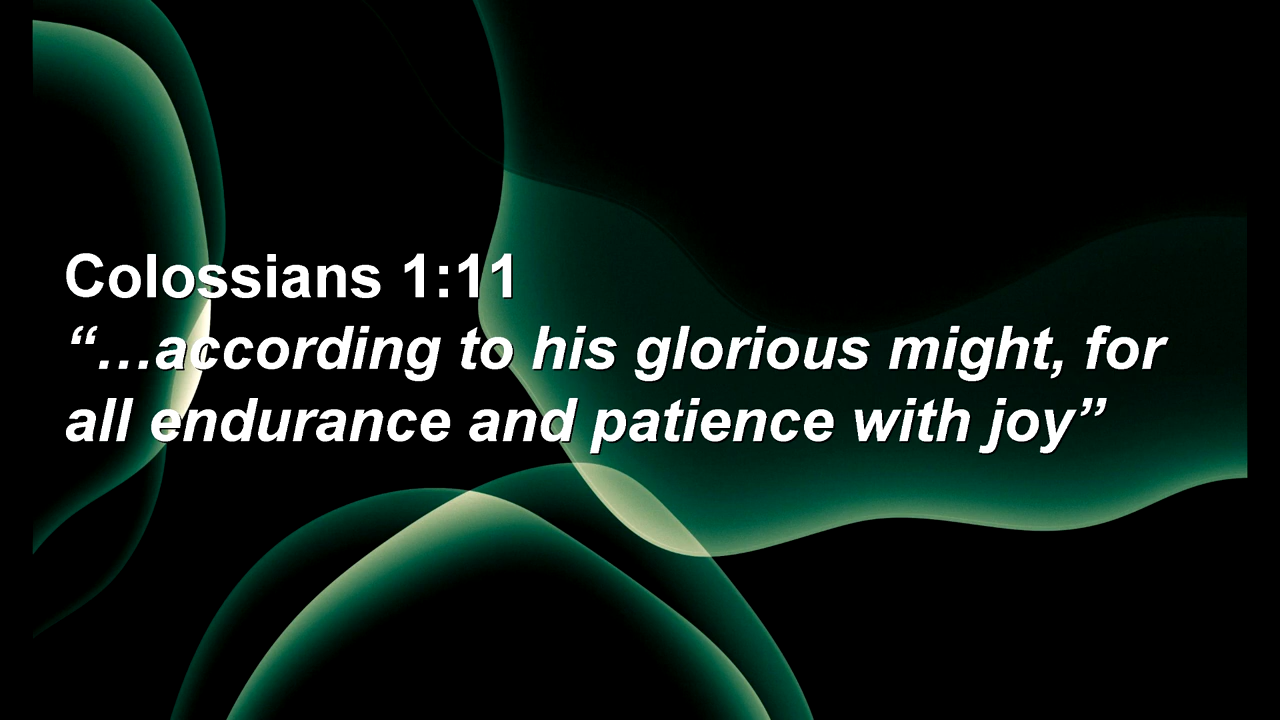 Colossians 1:11
“…according to his glorious might, for
all endurance and patience with joy”